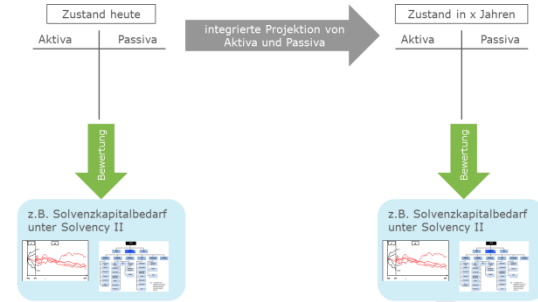 Zustand heute
Aktiva
Passiva
integrierte Projektion von
Aktiva und Passiva
Zustand in x Jahren
Aktiva
Passiva
Bewertung
Bewertung
z.B. Solvenzkapitalbedarf
unter Solvency II
z.B. Solvenzkapitalbedarf
unter Solvency II